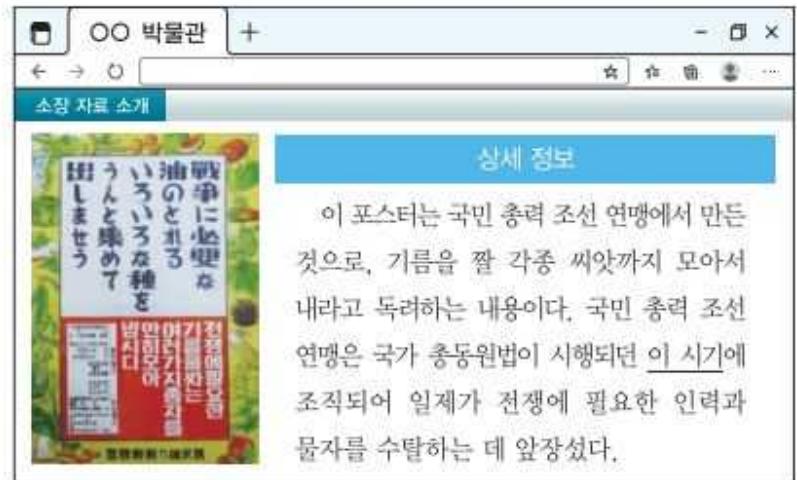 ○○ 박물관
소장 자료 소개
戦争に必要な
油のとれる
いろいろな種を
うんと集めて
出しませう
전쟁에필요한
기름을짜는
여러가지종자를
만히모아
냅시다
상세 정보
이 포스터는 국민 총력 조선 연맹에서 만든
것으로, 기름을 짤 각종 씨앗까지 모아서
내라고 독려하는 내용이다. 국민 총력 조선
연맹은 국가 총동원법이 시행되던 이 시기에
조직되어 일제가 전쟁에 필요한 인력과
물자를 수탈하는 데 앞장섰다.